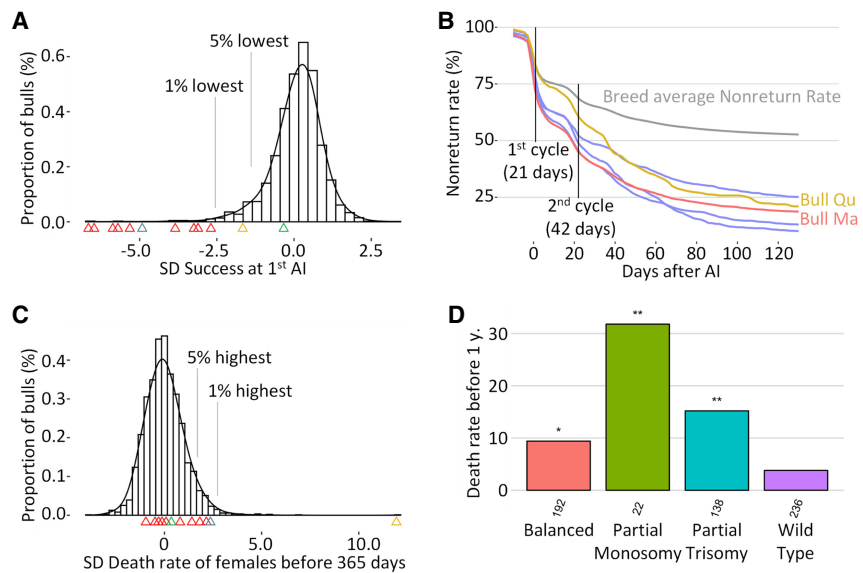 A
Proportion of bulls (%)
0.6
0.4
0.2
0.0
5% lowest
1% lowest
-5.0
-2.5
0.0
2.5
SD Success at 1st AI
B
Nonreturn rate (%)
100
75
50
25
Breed average Nonreturn Rate
1st cycle
(21 days)
2nd cycle
(42 days)
Bull Qu
Bull Ma
0
20
40
60
80
100
120
Days after AI
C
Proportion of bulls (%)
0.4
0.3
0.2
0.1
0.0
5% highest
1% highest
0
5.0
10.0
SD Death rate of females before 365 days
D
Death rate before 1 y.
30
20
10
0
*
**
**
192
22
138
236
Balanced
Partial
Monosomy
Partial
Trisomy
Wild
Type